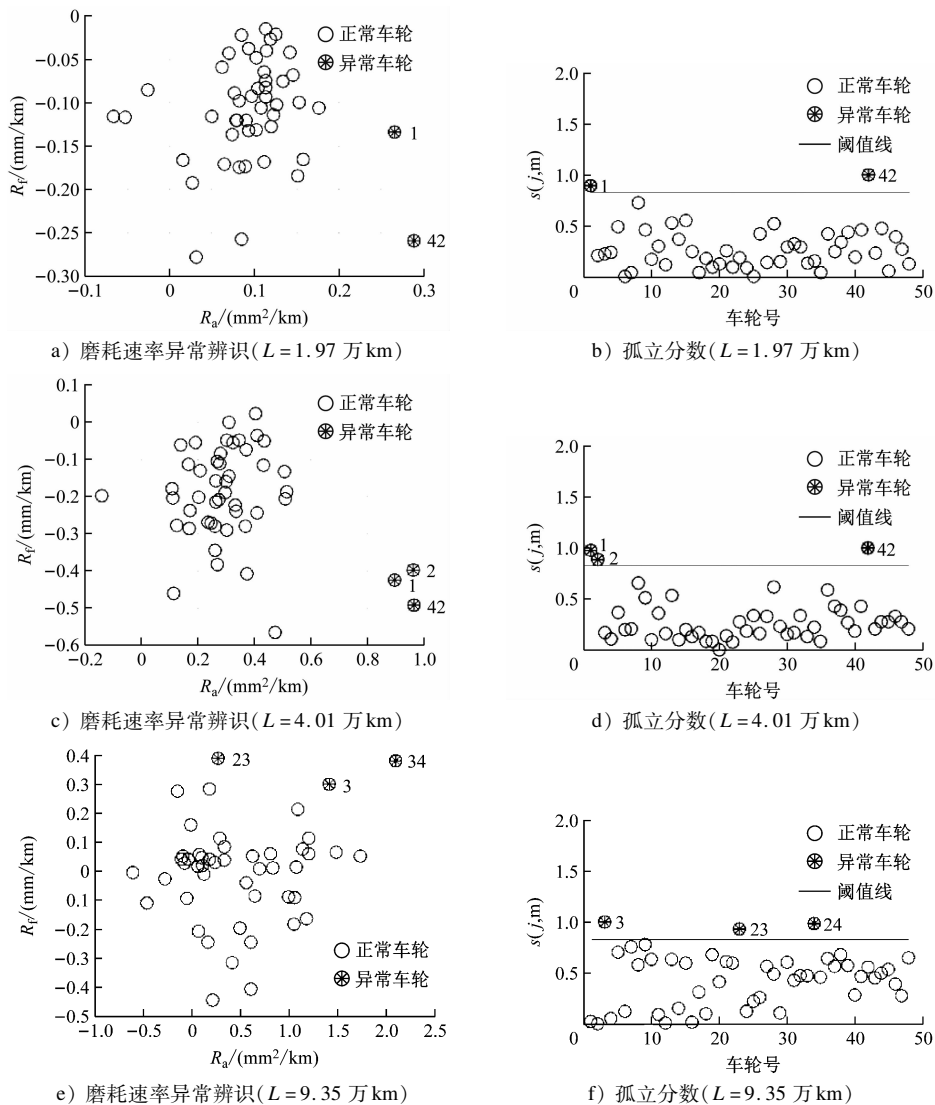 0
−0.05
−0.10
−0.15
−0.20
−0.25
−0.30
R_f/(mm/km)
正常车轮
异常车轮
1
42
−0.1 0 0.1 0.2 0.3
R_a/(mm²/km)
a) 磨耗速率异常辨识(L=1.97 万km)
2.0
1.5
1.0
0.5
s(j,m)
正常车轮
异常车轮
阈值线
1
42
0 10 20 30 40 50
车轮号
b) 孤立分数(L=1.97 万km)
0.1
0
−0.1
−0.2
−0.3
−0.4
−0.5
−0.6
R_f/(mm/km)
正常车轮
异常车轮
2
1
42
−0.2 0 0.2 0.4 0.6 0.8 1.0
R_a/(mm²/km)
c) 磨耗速率异常辨识(L=4.01 万km)
2.0
1.5
1.0
0.5
s(j,m)
正常车轮
异常车轮
阈值线
1
2
42
0 10 20 30 40 50
车轮号
d) 孤立分数(L=4.01 万km)
0.4
0.3
0.2
0.1
0
−0.1
−0.2
−0.3
−0.4
−0.5
R_f/(mm/km)
23
34
3
正常车轮
异常车轮
−1.0 −0.5 0 0.5 1.0 1.5 2.0 2.5
R_a/(mm²/km)
e) 磨耗速率异常辨识(L=9.35 万km)
2.0
1.5
1.0
0.5
s(j,m)
正常车轮
异常车轮
阈值线
3
23
24
0 10 20 30 40 50
车轮号
f) 孤立分数(L=9.35 万km)